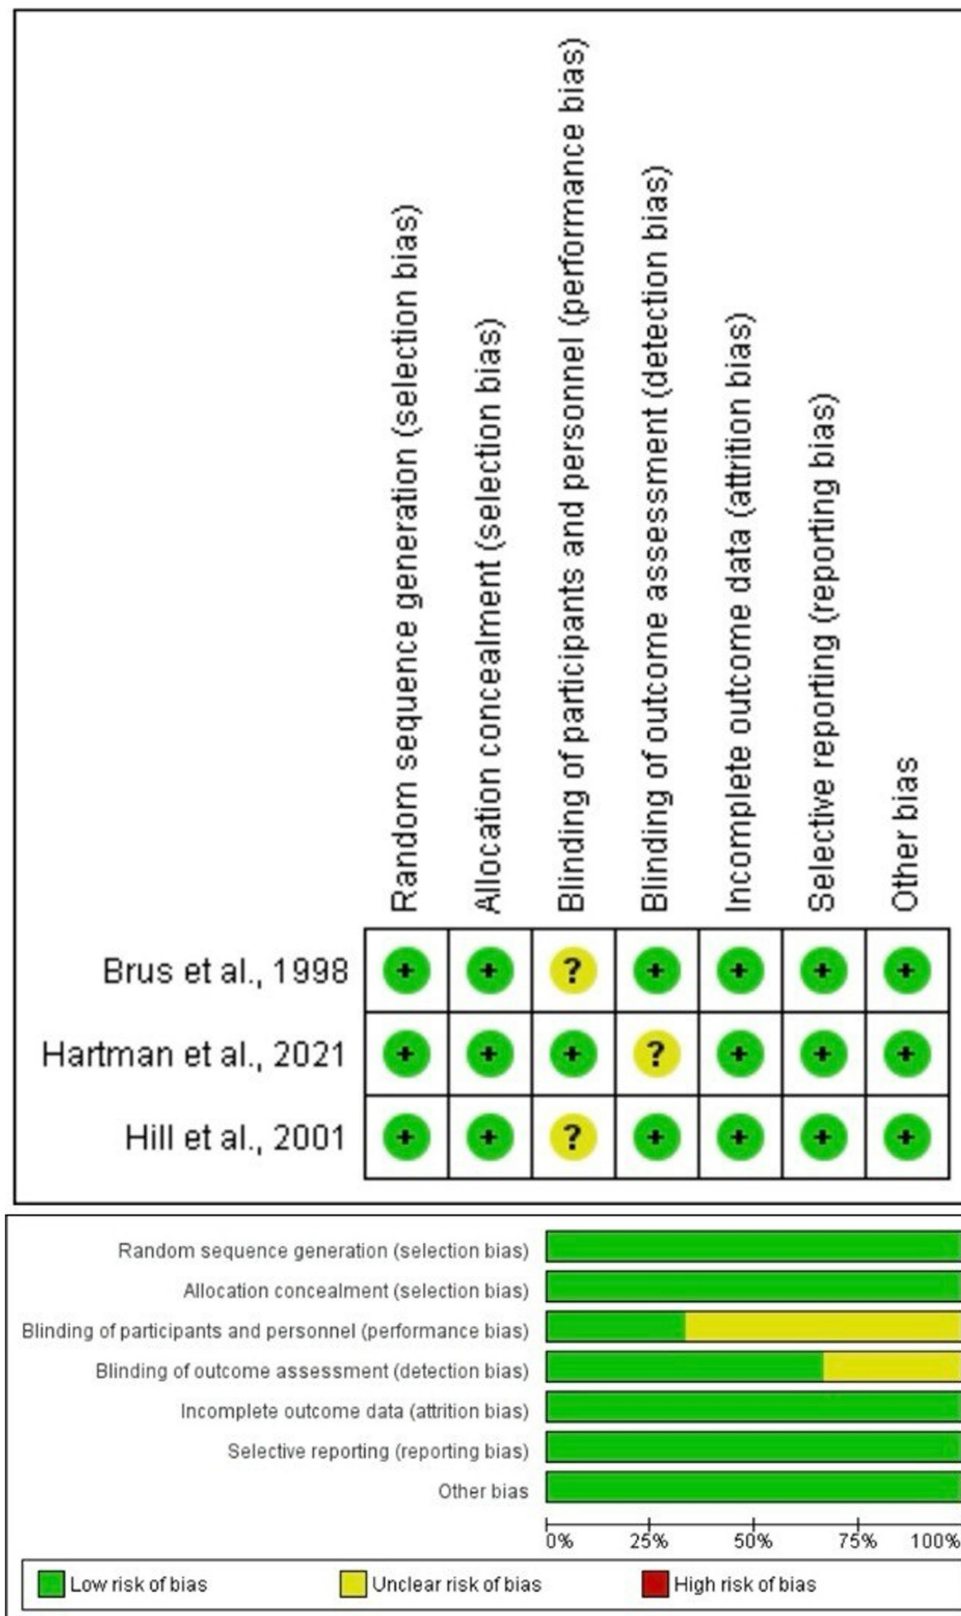 Random sequence generation (selection bias)
Allocation concealment (selection bias)
Blinding of participants and personnel (performance bias)
Blinding of outcome assessment (detection bias)
Incomplete outcome data (attrition bias)
Selective reporting (reporting bias)
Other bias
Brus et al., 1998 + + ? + + + +
Hartman et al., 2021 + + + ? + + +
Hill et al., 2001 + + ? + + + +
Random sequence generation (selection bias)
Allocation concealment (selection bias)
Blinding of participants and personnel (performance bias)
Blinding of outcome assessment (detection bias)
Incomplete outcome data (attrition bias)
Selective reporting (reporting bias)
Other bias
0% 25% 50% 75% 100%
Low risk of bias Unclear risk of bias High risk of bias